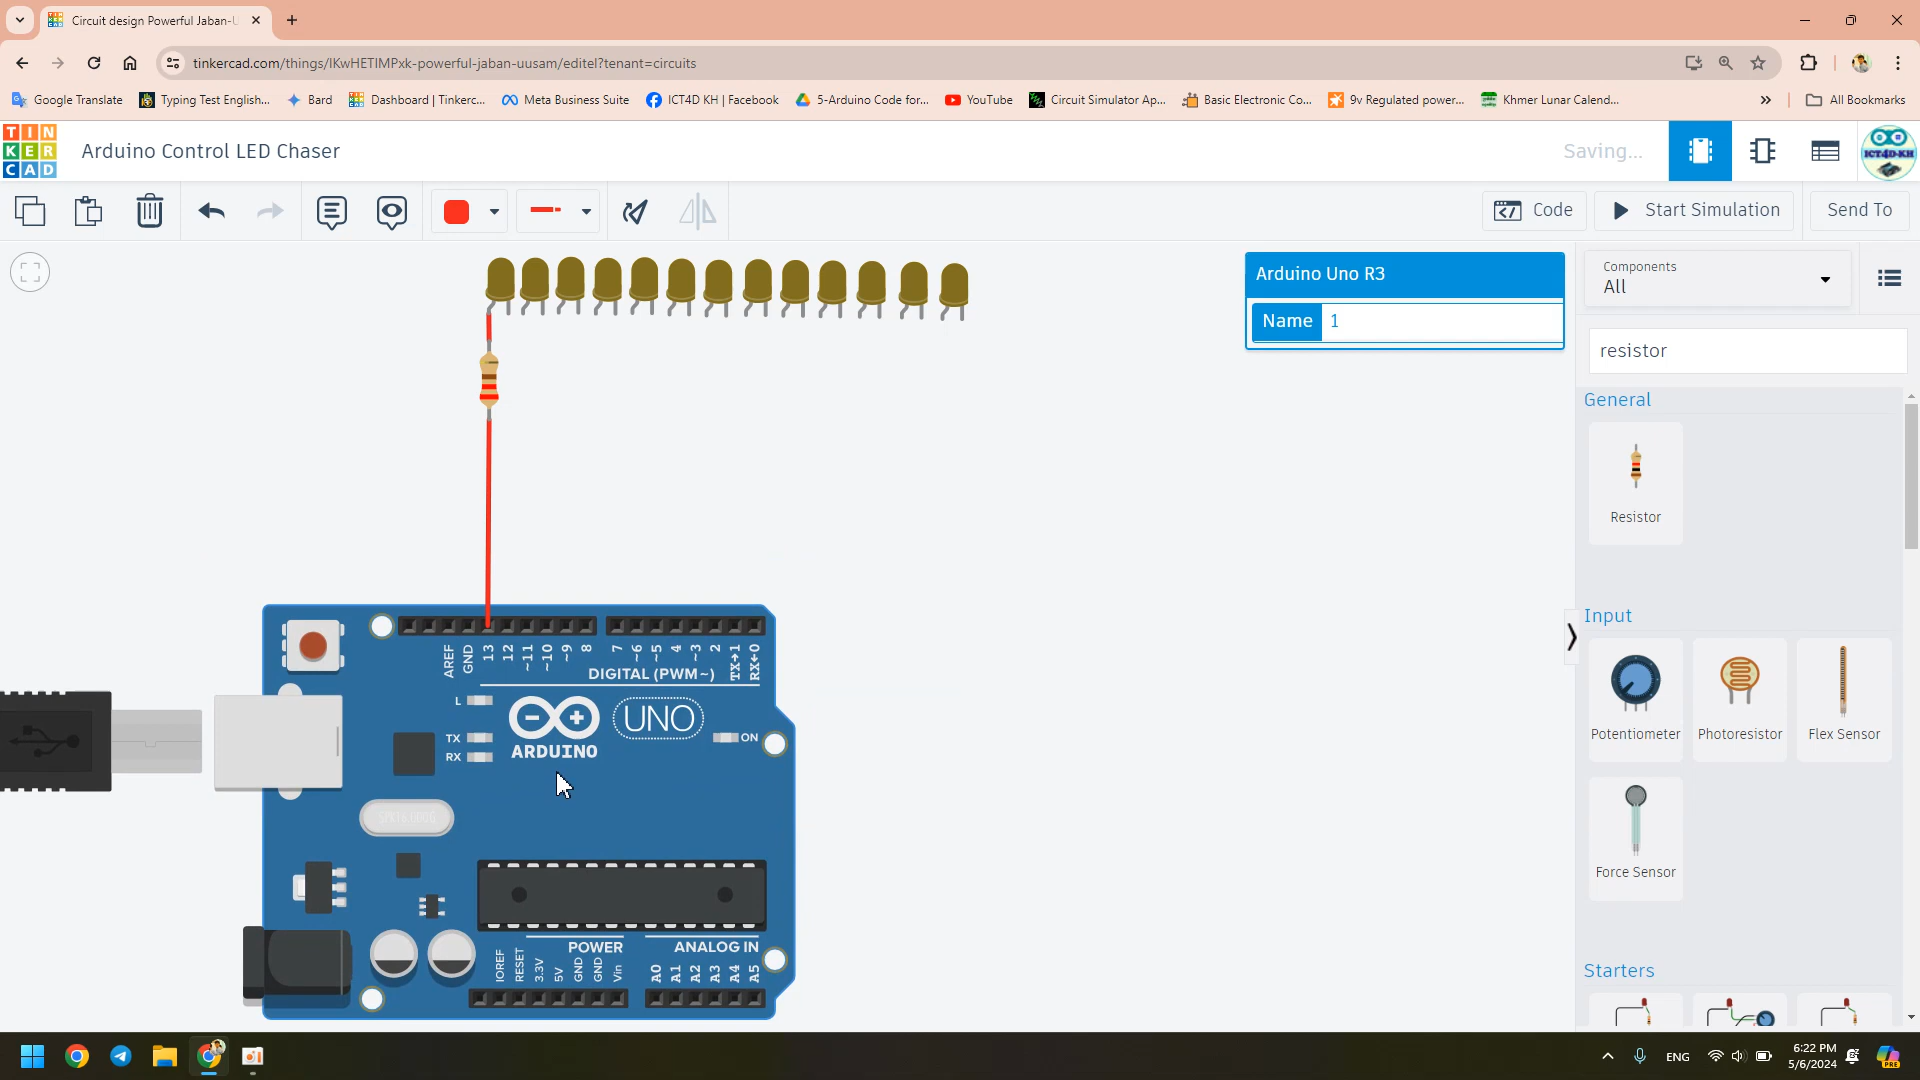 Circuit design Powerful Jaban-U
tinkercad.com/things/lKwHETIMPxk-powerful-jaban-uusam/editel?tenant=circuits
Google Translate
Typing Test English...
Bard
Dashboard | Tinkerc...
Meta Business Suite
ICT4D KH | Facebook
5-Arduino Code for...
YouTube
Circuit Simulator Ap...
Basic Electronic Co...
9v Regulated power...
Khmer Lunar Calend...
»
All Bookmarks
TIN
KER
CAD
Arduino Control LED Chaser
Saving...
ICT4D-KH
Code
Start Simulation
Send To
Arduino Uno R3
Name 1
Components
All
resistor
General
Resistor
Input
Potentiometer
Photoresistor
Flex Sensor
Force Sensor
Starters
AREF
GND
13
12
~11
~10
~9
8
7
~6
~5
4
~3
2
TX→1
RX←0
DIGITAL (PWM~)
L
TX
RX
ARDUINO
UNO
ON
POWER
ANALOG IN
IOREF
RESET
3.3V
5V
GND
GND
Vin
A0
A1
A2
A3
A4
A5
ENG
6:22 PM
5/6/2024
PRE